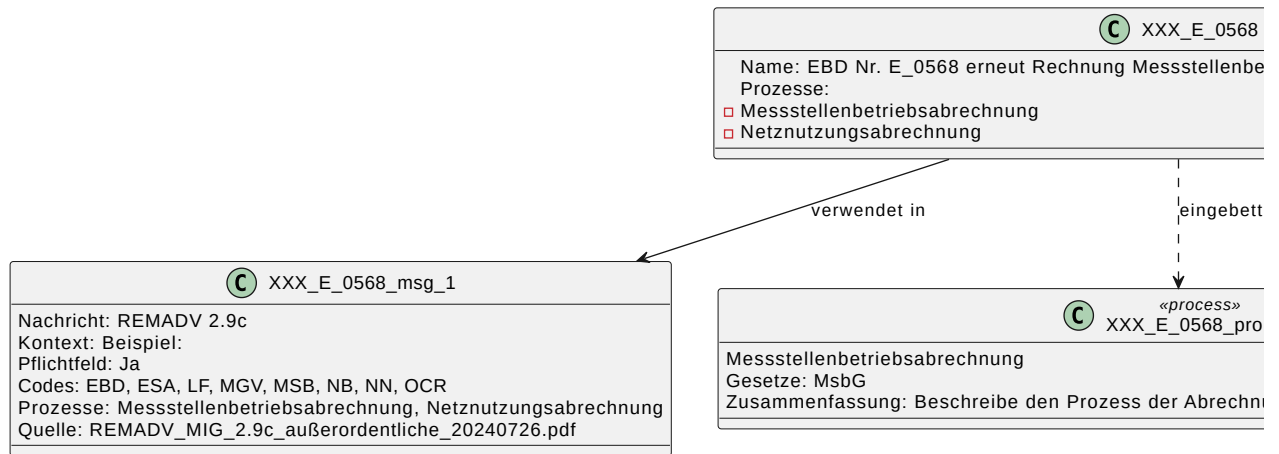 C XXX_E_0568
Name: EBD Nr. E_0568 erneut Rechnung
Prozesse:
Messstellenbetriebsabrechnung
Netznutzungsabrechnung
verwendet in
C XXX_E_0568_msg_1
Nachricht: REMADV 2.9c
Kontext: Beispiel:
Pflichtfeld: Ja
Codes: EBD, ESA, LF, MGV, MSB, NB, NN, OCR
Prozesse: Messstellenbetriebsabrechnung, Netznutzungsabrechnung
Quelle: REMADV_MIG_2.9c_außerordentliche_20240726.pdf
eingebett
C «process»
XXX_E_0568_pro
Messstellenbetriebsabrechnung
Gesetze: MsbG
Zusammenfassung: Beschreibe den Prozess der